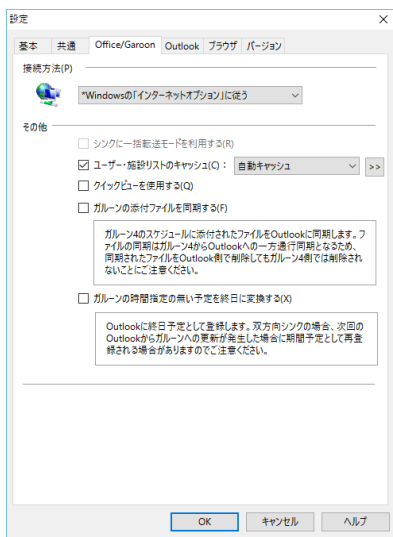 設定
基本 共通 Office/Garoon Outlook ブラウザ バージョン
接続方法(P)
*Windowsの「インターネットオプション」に従う
その他
シンクに一括転送モードを利用する(R)
ユーザー・施設リストのキャッシュ(C)： 自動キャッシュ >>
クイックビューを使用する(Q)
ガルーンの添付ファイルを同期する(F)
ガルーン4のスケジュールに添付されたファイルをOutlookに同期します。フ
ァイルの同期はガルーン4からOutlookへの一方通行同期となるため、
同期されたファイルをOutlook側で削除してもガルーン4側では削除され
ないことにご注意ください。
ガルーンの時間指定の無い予定を終日に変換する(X)
Outlookに終日予定として登録します。双方向シンクの場合、次回の
Outlookからガルーンへの更新が発生した場合に期間予定として再登
録される場合がありますのでご注意ください。
OK キャンセル ヘルプ